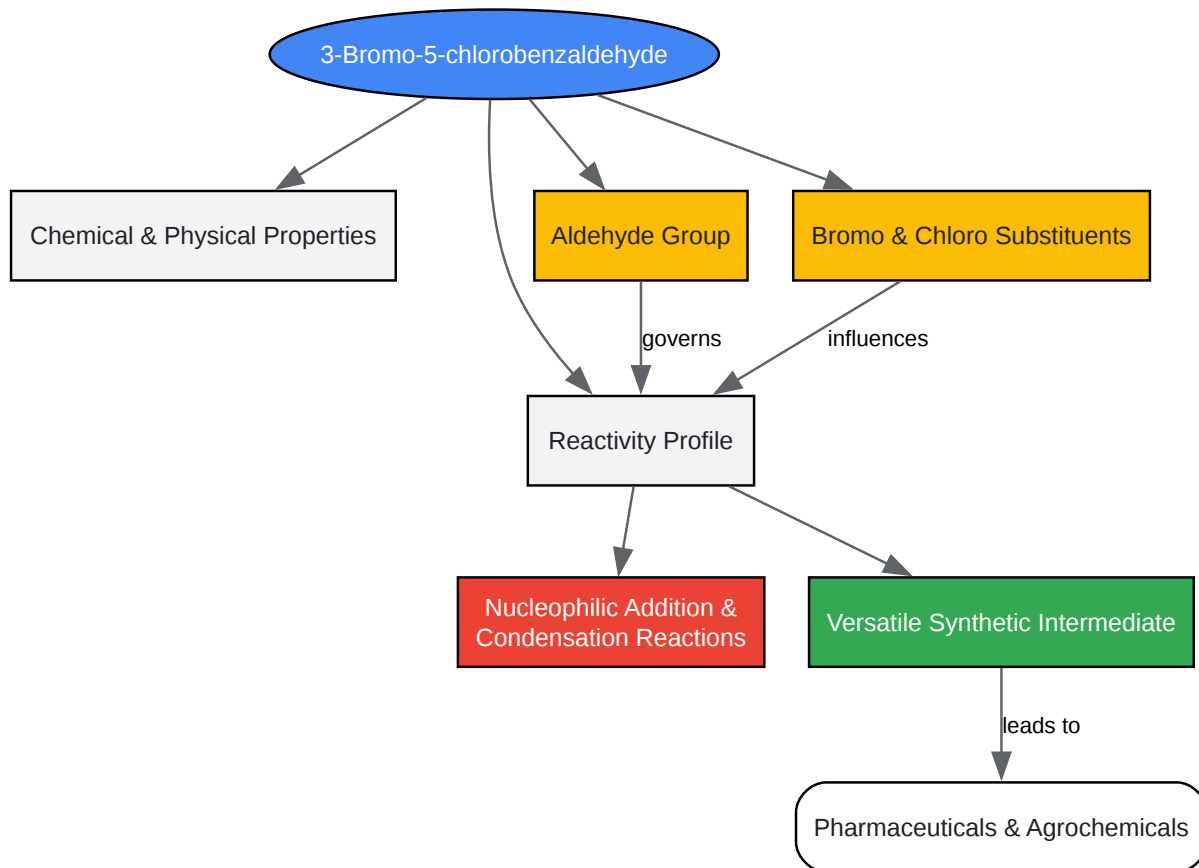 3-Bromo-5-chlorobenzaldehyde
Chemical & Physical Properties
Aldehyde Group
Bromo & Chloro Substituents
governs
influences
Reactivity Profile
Nucleophilic Addition &
Condensation Reactions
Versatile Synthetic Intermediate
leads to
Pharmaceuticals & Agrochemicals